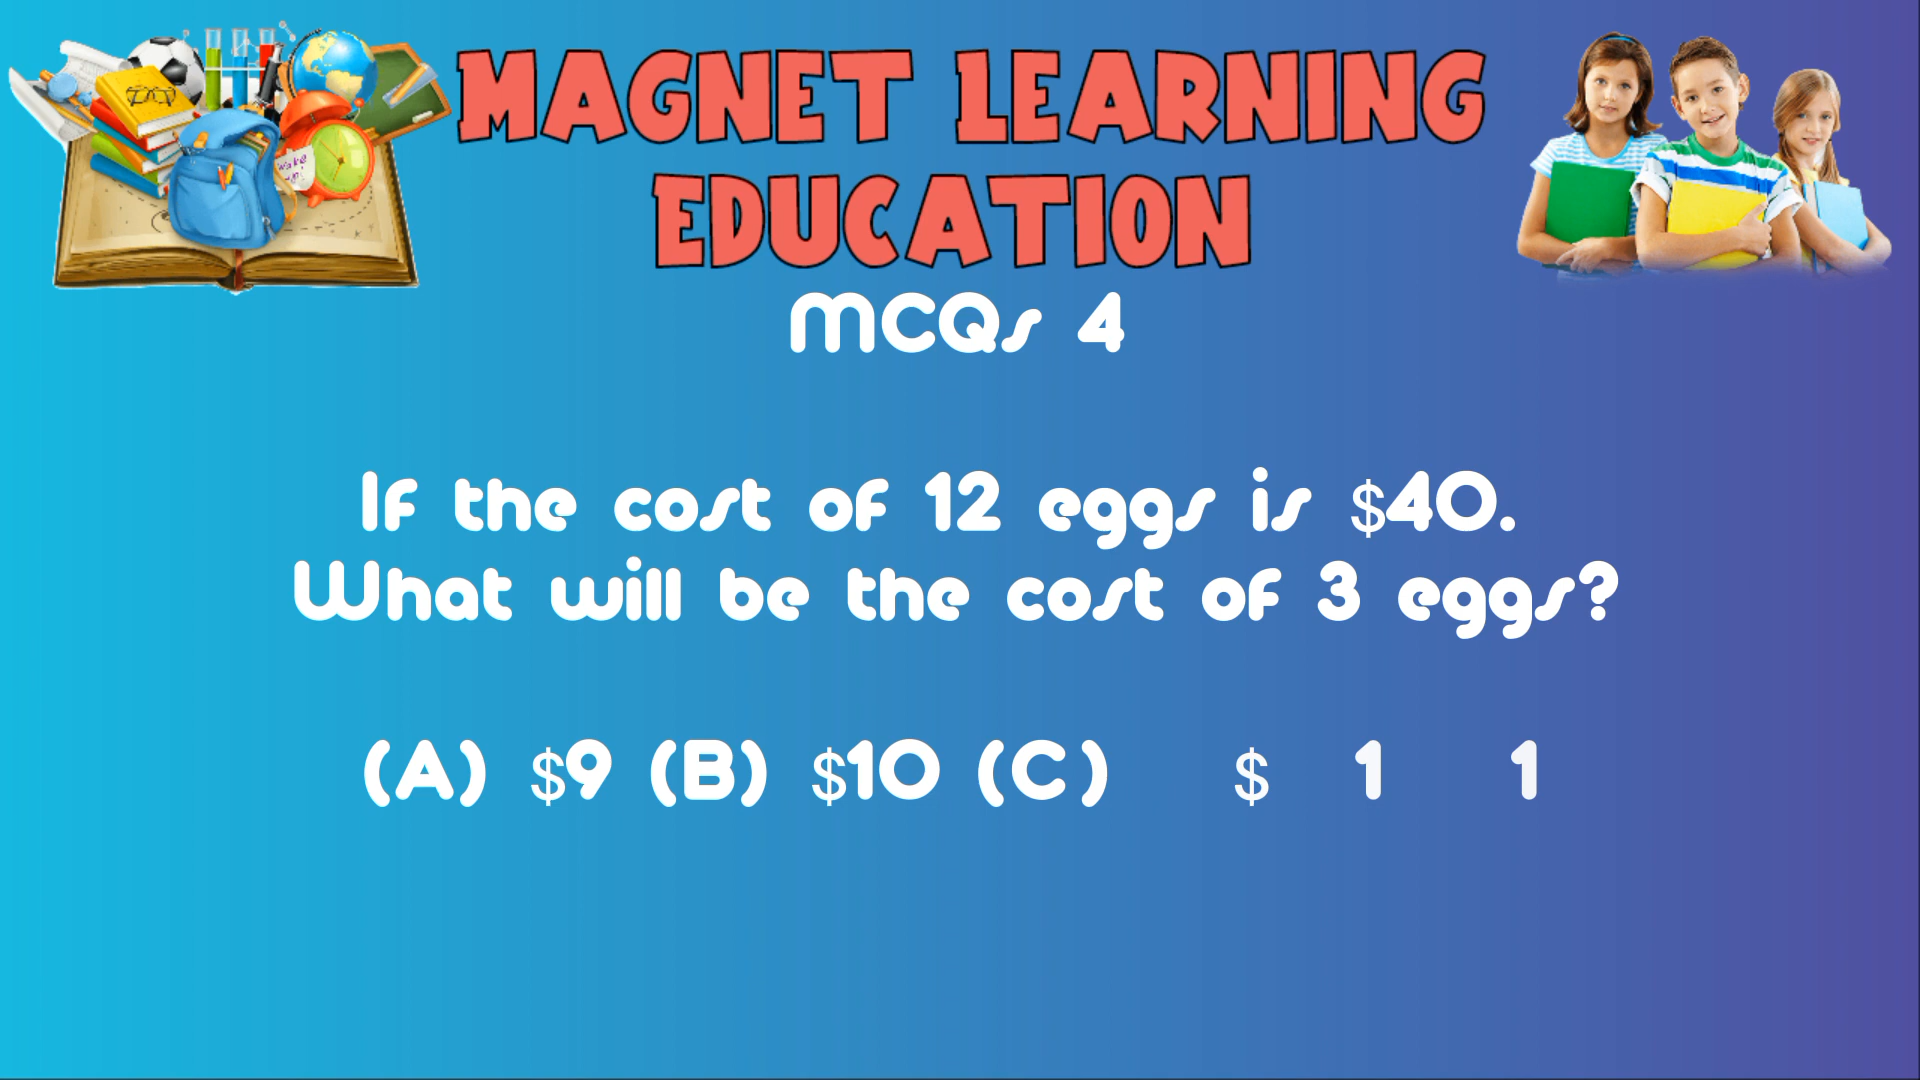 MAGNET LEARNING
EDUCATION
MCQs 4
If the cost of 12 eggs is $40.
What will be the cost of 3 eggs?
(A) $9 (B) $10 (C) $ 1 1